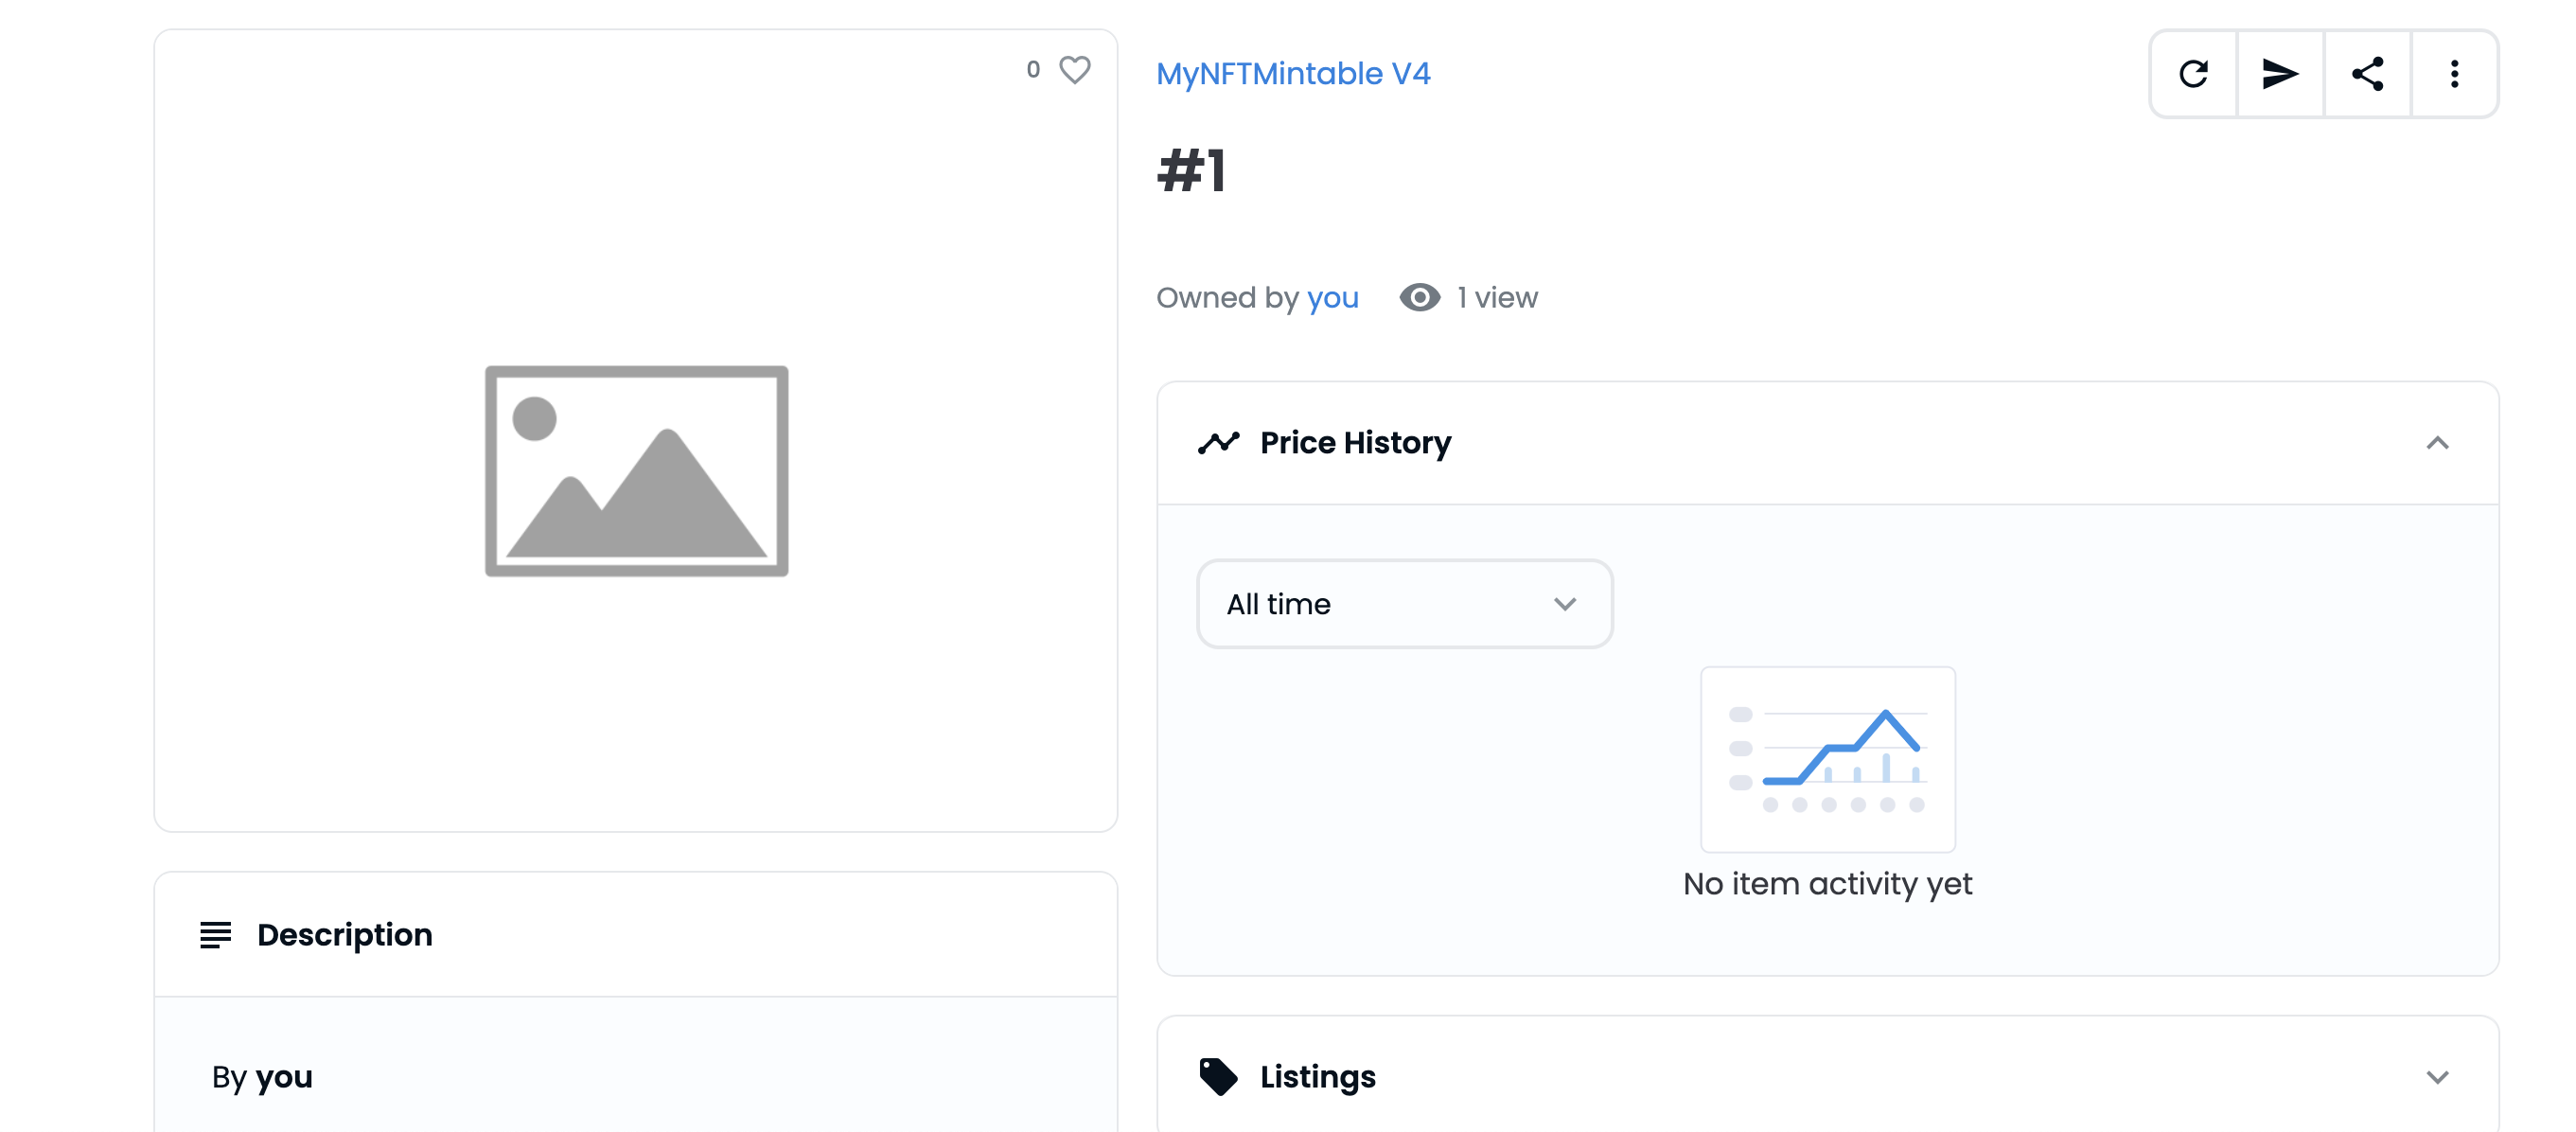 0
MyNFTMintable V4
#1
Owned by you 1 view
Price History
All time
No item activity yet
Description
By you
Listings